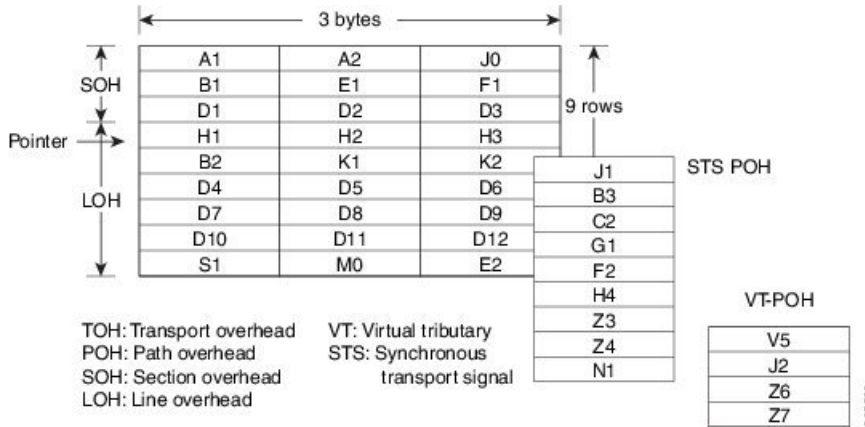 3 bytes
A1 A2 J0
SOH B1 E1 F1
D1 D2 D3 9 rows
Pointer H1 H2 H3
B2 K1 K2
LOH D4 D5 D6
D7 D8 D9
D10 D11 D12
S1 M0 E2
J1 STS POH
B3
C2
G1
F2
H4
Z3
Z4
N1
VT-POH
V5
J2
Z6
Z7
TOH: Transport overhead
POH: Path overhead
SOH: Section overhead
LOH: Line overhead
VT: Virtual tributary
STS: Synchronous
transport signal